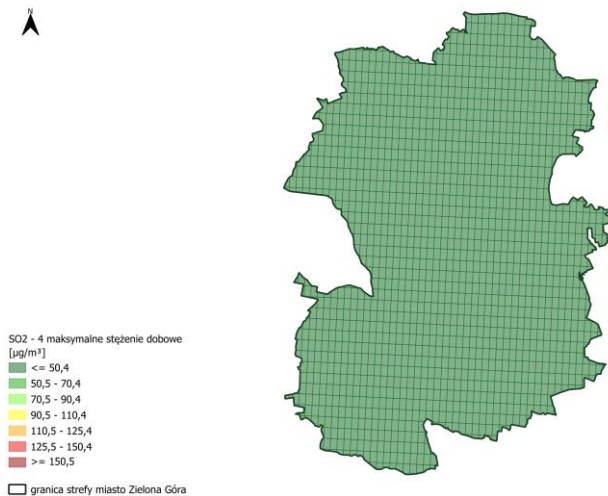 N
SO2 - 4 maksymalne stężenie dobowe
[µg/m³]
<= 50,4
50,5 - 70,4
70,5 - 90,4
90,5 - 110,4
110,5 - 125,4
125,5 - 150,4
>= 150,5
granica strefy miasto Zielona Góra